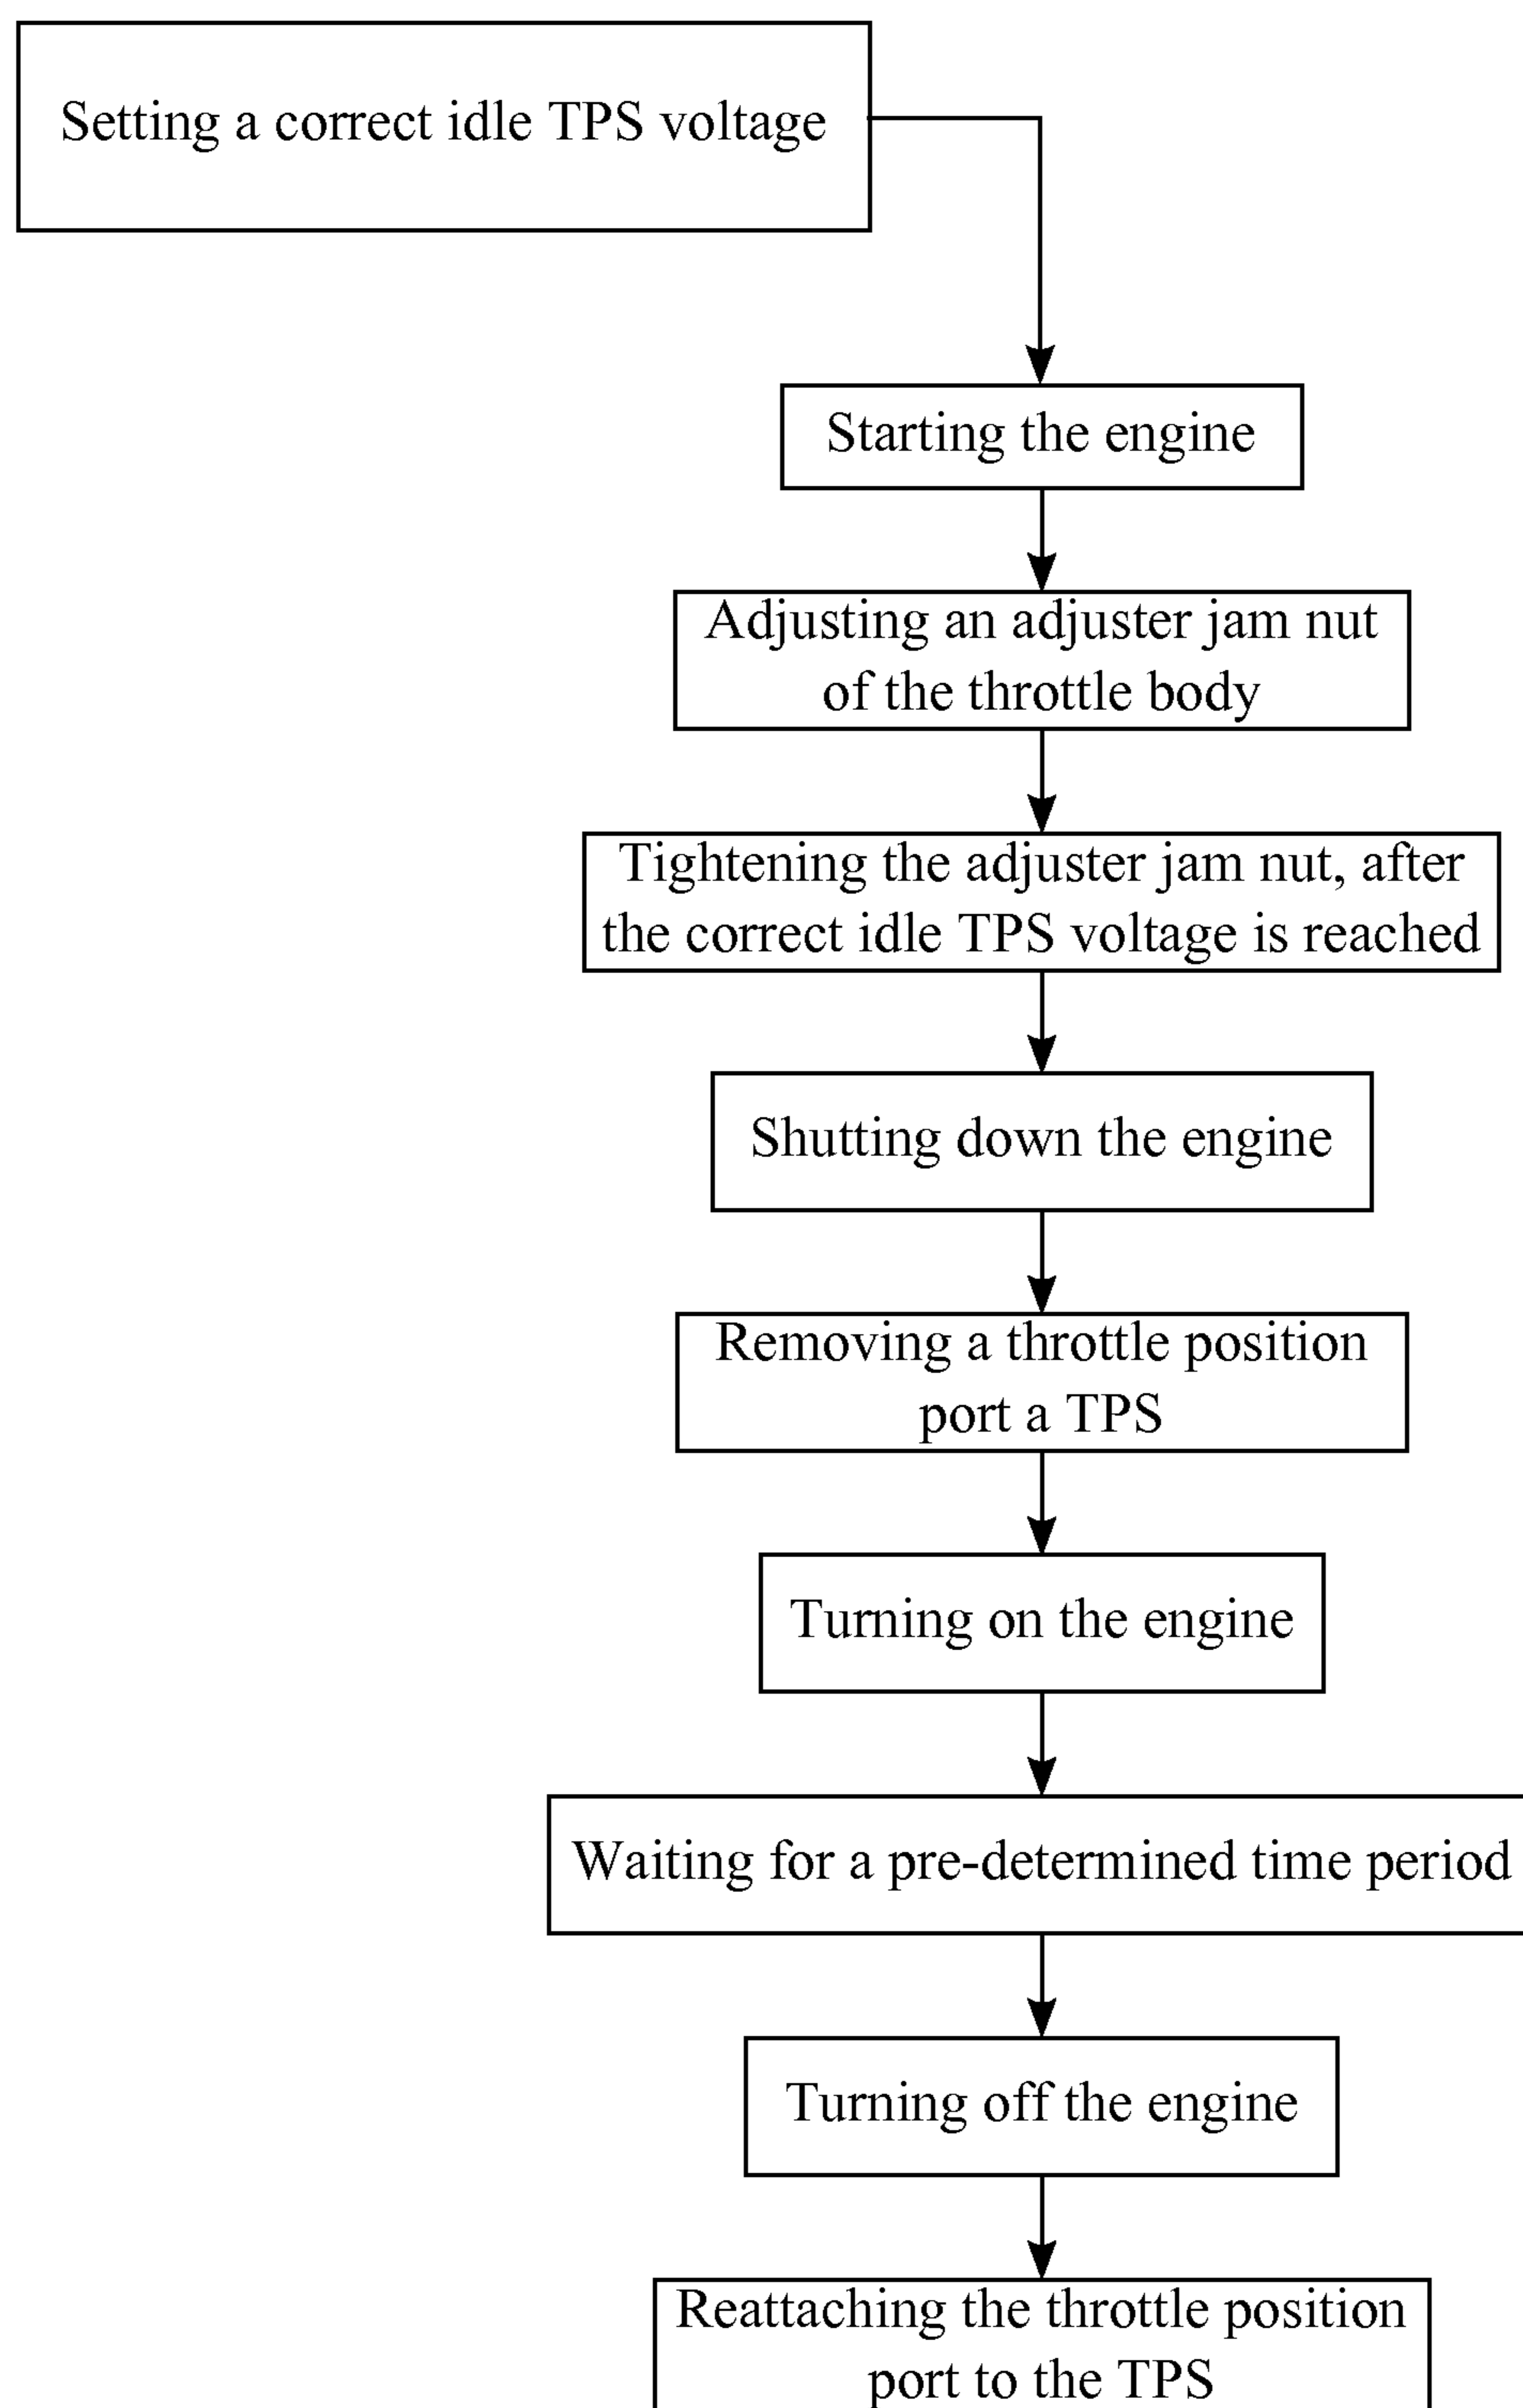 Setting a correct idle TPS voltage
Starting the engine
Adjusting an adjuster jam nut
of the throttle body
Tightening the adjuster jam nut, after
the correct idle TPS voltage is reached
Shutting down the engine
Removing a throttle position
port a TPS
Turning on the engine
Waiting for a pre-determined time period
Turning off the engine
Reattaching the throttle position
port to the TPS